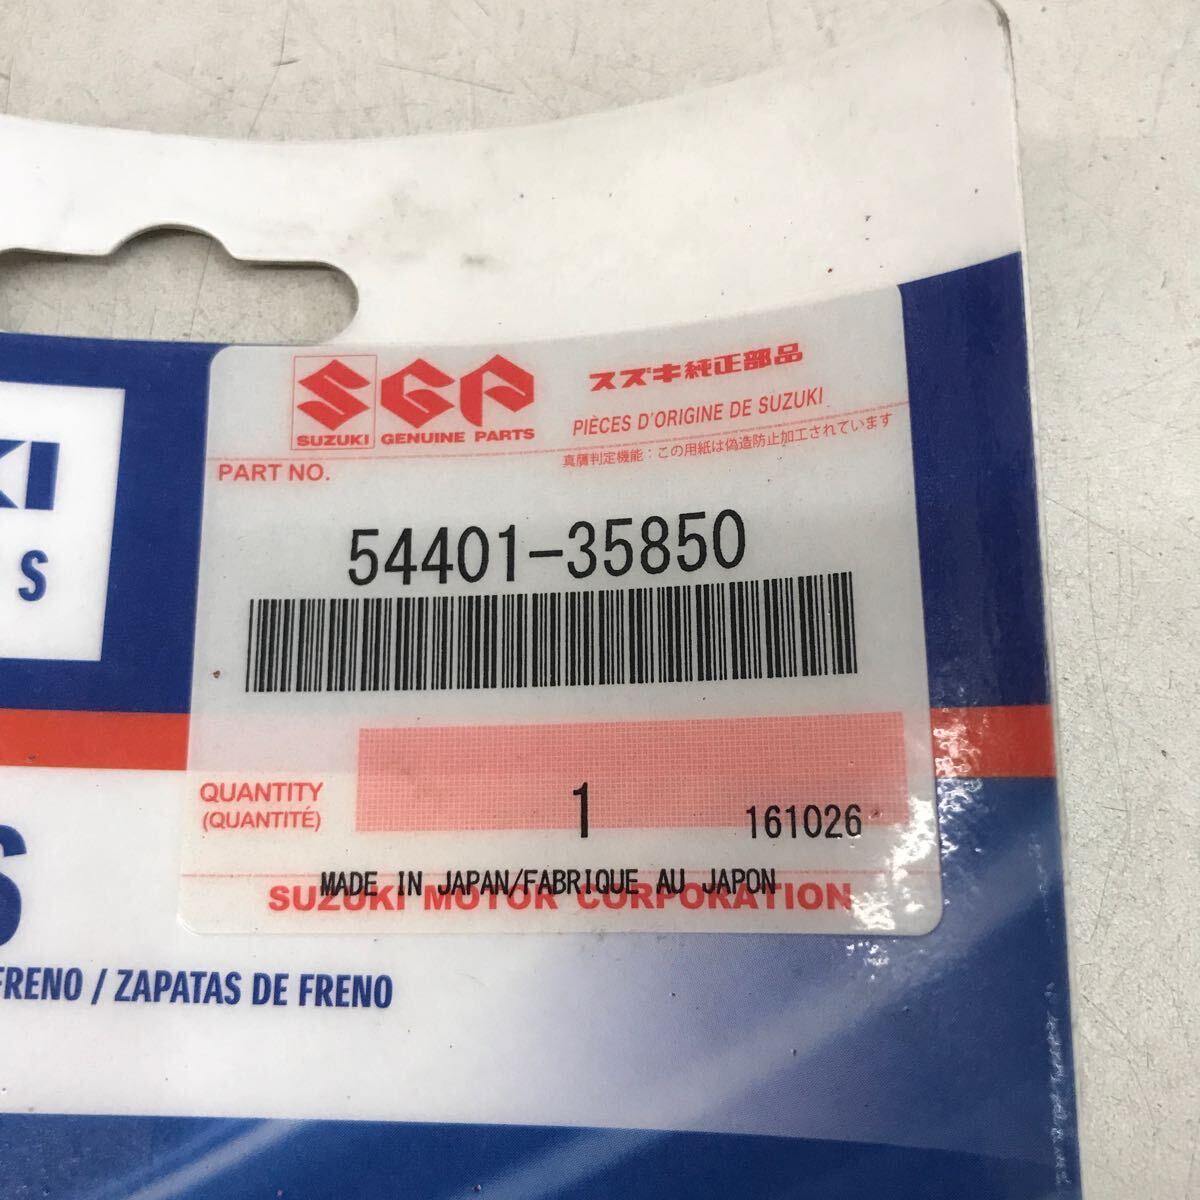 SGP
スズキ純正部品
SUZUKI GENUINE PARTS
PIÈCES D'ORIGINE DE SUZUKI
真贋判定機能:この用紙は偽造防止加工されています
PART NO.
54401-35850
KI
S
QUANTITY
(QUANTITÉ)
1
161026
MADE IN JAPAN/FABRIQUE AU JAPON
SUZUKI MOTOR CORPORATION
S
FRENO / ZAPATAS DE FRENO